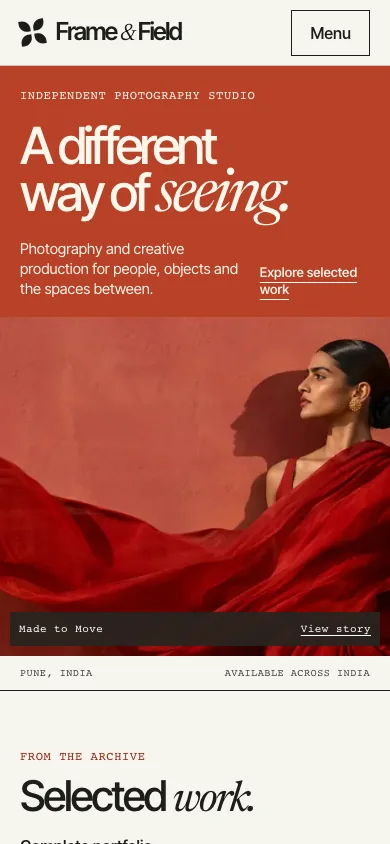 Frame & Field
Menu
INDEPENDENT PHOTOGRAPHY STUDIO
A different
way of seeing.
Photography and creative
production for people, objects and
the spaces between.
Explore selected
work
Made to Move
View story
PUNE, INDIA
AVAILABLE ACROSS INDIA
FROM THE ARCHIVE
Selected work.
Complete portfolio